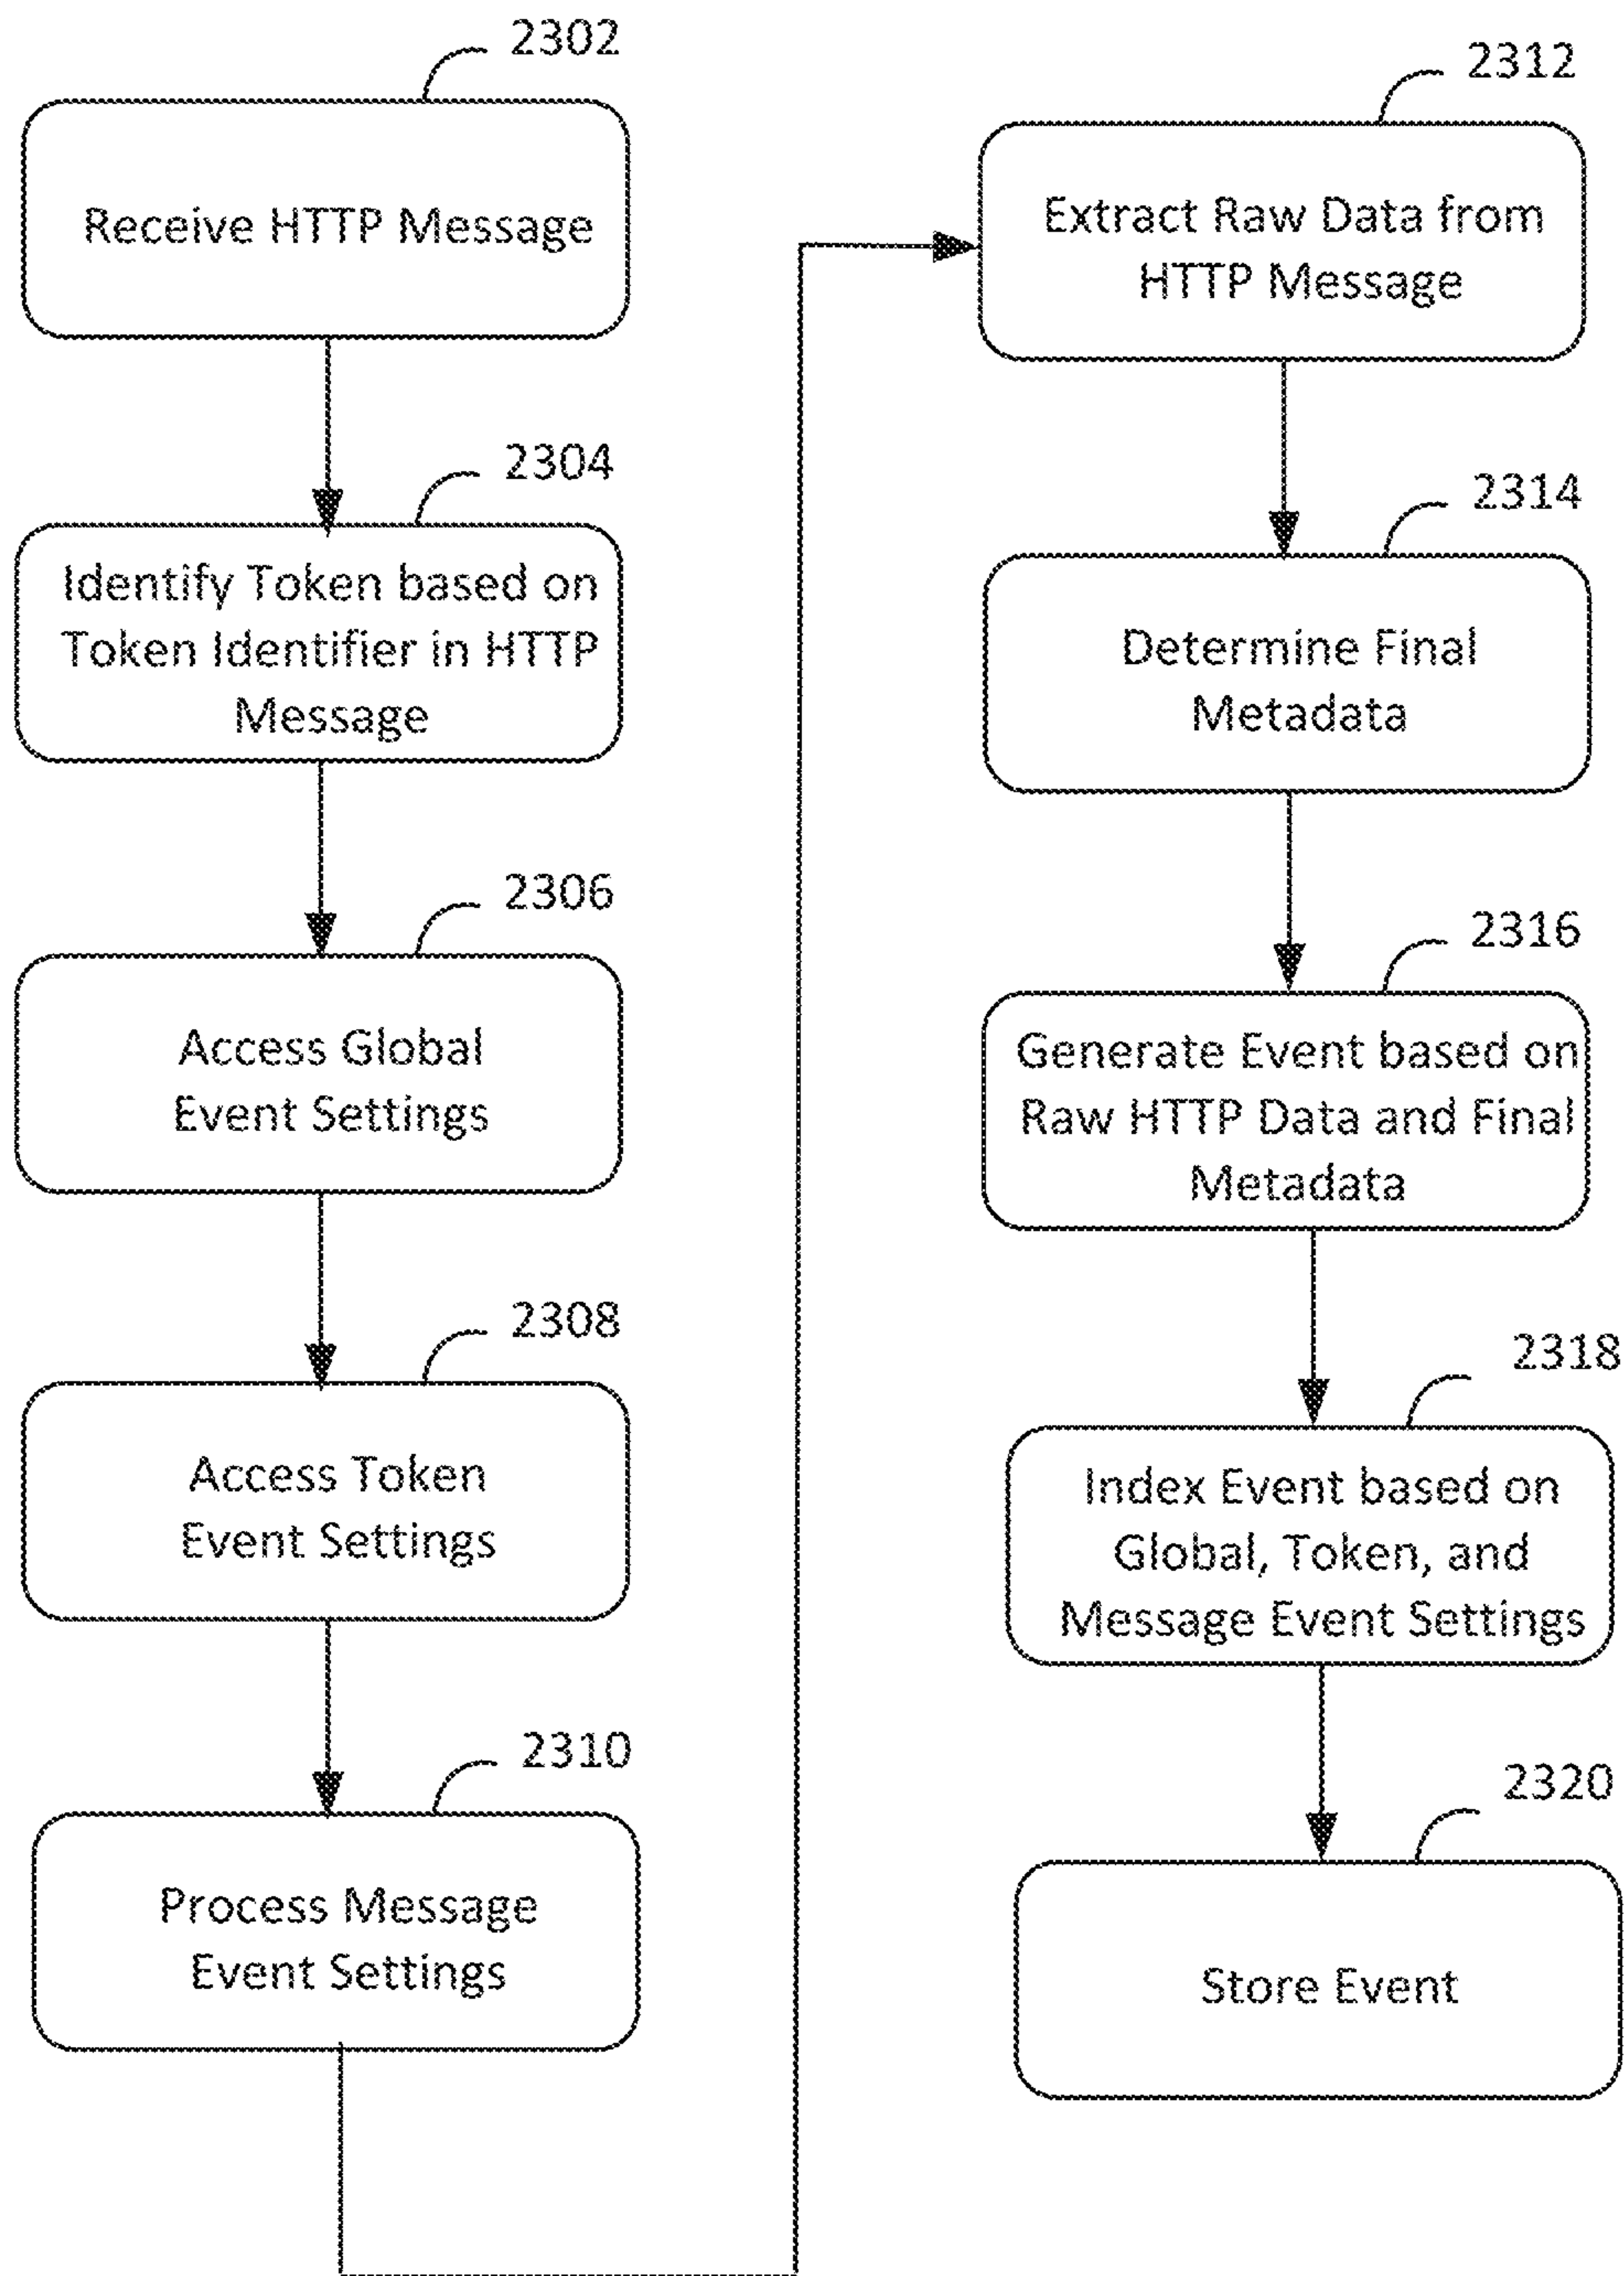 2302
Receive HTTP Message
2304
Identify Token based on
Token Identifier in HTTP
Message
2306
Access Global
Event Settings
2308
Access Token
Event Settings
2310
Process Message
Event Settings
2312
Extract Raw Data from
HTTP Message
2314
Determine Final
Metadata
2316
Generate Event based on
Raw HTTP Data and Final
Metadata
2318
Index Event based on
Global, Token, and
Message Event Settings
2320
Store Event